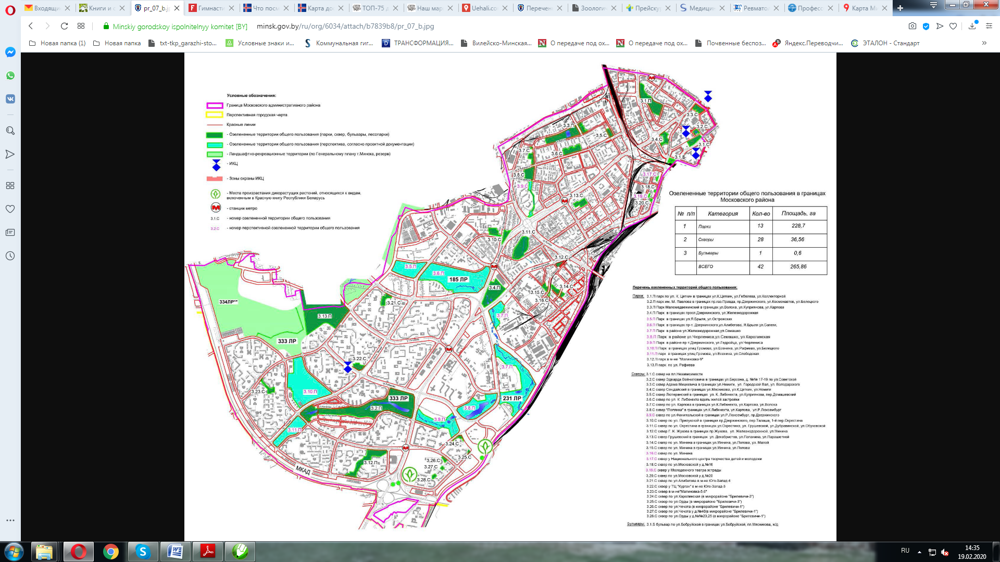 Входящи
Книги и с
pr_07_b.j
Гимнасти
Что посм
Карта до
ТОП-75 д
Наш мар
Uehali.co
Перечен
Зоологич
Прейскур
Медицин
Ревматол
Професс
Карта Ми
Minskiy gorodskoy ispolnitelnyy komitet [BY] minsk.gov.by/ru/org/6034/attach/b7839b8/pr_07_b.jpg
Новая папка (1)
Новая папка
txt-tkp_garazhi-sto...
Условные знаки и...
Коммунальная гиг...
ТРАНСФОРМАЦИЯ...
Вилейско-Минская...
О передаче под ох...
О передаче под ох...
Почвенные беспоз...
Яндекс.Переводчи...
ЭТАЛОН - Стандарт
Условные обозначения:
Граница Московского административного района
Перспективная городская черта
Красные линии
- Озелененные территории общего пользования (парки, сквер, бульвары, лесопарки)
- Озелененные территории общего пользования (перспектива, согласно проектной документации)
- Ландшафтно-рекреационные территории (по Генеральному плану г.Минска, резерв)
- ИКЦ
- Зоны охраны ИКЦ
- Места произрастания дикорастущих растений, относящихся к видам,
включенным в Красную книгу Республики Беларусь
- станции метро
3.1.С - номер озелененной территории общего пользования
3.2.С - номер перспективой озелененной территории общего пользования
3.1.П
3.3.С
3.2.С
3.3.П
3.5.С
3.4.С
3.1.С
3.7.С
3.6.С
3.1.Б
3.8.С
3.17.С
3.9.С
3.18.С
3.13.С
3.19.С
3.20.С
3.11.С
3.10.С
3.12.С
3.5.П
3.6.П
185 ЛР
3.4.П
3.14.С
3.15.С
3.16.С
334ЛР**
3.21.С
3.13.П
3.7.П
333 ЛР
3.22.С
3.7.П
3.23.С
3.10.П
333 ЛР
231 ЛР
3.2.П
3.8.П
3.9.П
3.11.П
3.24.С
3.25.С
3.12.П
3.26.С
3.27.С
МКАД
3.28.С
Озелененные территории общего пользования в границах
Московского района
№ п/п Категория Кол-во Площадь, га
1 Парки 13 228,7
2 Скверы 28 36,56
3 Бульвары 1 0,6
ВСЕГО 42 265,86
Перечень озелененных территорий общего пользования:
Парки: 3.1.П парк по ул. К. Цеткин в границах ул.К.Цеткин, ул.Гебелева, ул.Коллекторной
3.2.П парк им. М. Павлова в границах пр.газ.Правда, пр.Дзержинского, ул.Космонавтов, ул.Белецкого
3.3.П Парк Маломедвежинский в границах ул.Волоха, ул.Куприянова, ул.Карпова
3.4.П Парк в границах просп.Дзержинского, ул.Железнодорожная
3.5.П Парк в границах ул.Я.Брыля, ул.Острожских
3.6.П Парк в границах пр-т. Дзержинского,ул.Алибегова, Я.Брыля ул.Сапеги,
3.7.П Парк в районе ул.Железнодорожная,ул.Семашко
3.8.П Парк в районе ул.Чюрлениса,ул.Семашко, ул.Каролинская
3.9.П Парк в районе пр-т.Дзержинского, ул.Гедройца, ул.Чюрлениса
3.10.П Парк в границах улиц Громова, ул.Есенина, ул.Рафиева, ул.Белецкого
3.11.П парк в границах улиц Громова, ул.Есенина, ул.Слободская
3.12.П парк в м-не "Малиновка-9"
3.13.П парк по ул. Рафиева
Скверы: 3.1.С сквер на пл.Независимости
3.2.С сквер Эдварда Войниловича в границах ул.Берсона, д. №№ 17-19 по ул.Советской
3.3.С сквер Адама Мицкевича в границах ул.Немиги, ул. Городской Вал, ул. Володарского
3.4.С сквер Сендайский в границах ул.Мясникова, ул.К.Цеткин, ул.Немиги
3.5.С сквер Лютеранский в границах ул. К. Либкнехта, ул.Куприянова, пер.Домашевский
3.6.С сквер по ул. К. Либкнехта вдоль жилой застройки
3.7.С сквер по ул. Карпова в границах ул.К.Либкнехта, ул.Карпова, ул.Волоха
3.8.С сквер "Полянка" в границах ул.К.Либкнехта, ул.Карпова, ул.Р.Люксембург
3.9.С сквер по ул.Фанипольской в границах ул.Р.Люксембург, пр.Дзержинского
3.10.С сквер по ул. Прилукской в границах пр.Дзержинского, пер.Талаша, 1-й пер.Окрестина
3.11.С сквер по ул. Окрестина в границах ул.Окрестина, ул. Грушевской, ул.Дубравинской, ул.Обуховской
3.12.С сквер Г. К. Жукова в границах пр.Жукова, ул. Железнодорожной, ул.Минина
3.13.С сквер Грушевский в границах ул. Декабристов, ул.Папанина, ул.Парашютной
3.14.С сквер по ул. Минина в границах ул.Минина, ул.Попова, ул. Малой
3.15.С сквер по ул. Минина в границах ул.Минина, ул.Попова
3.16.С сквер по ул. Минина
3.17.С сквер у Национального центра творчества детей и молодежи
3.18.С сквер по ул.Московской у д.№16
3.19.С сквер у Молодежного театра эстрады
3.20.С сквер по ул.Московской у д.№20
3.21.С сквер по ул.Алибегова в м-не Юго-Запад-4
3.22.С сквер у ТЦ "Курган" в м-не Юго-Запад-3
3.23.С сквер в м-не"Малиновка-5.6"
3.24.С сквер по ул.Каролинская (в микрорайоне "Брилевичи-3")
3.25.С сквер по ул.Орды (в микрорайоне "Брилевичи-3")
3.26.С сквер по ул.Чечота (в микрорайоне "Брилевичи-1")
3.27.С сквер по ул.Чечота у д.№40(в микрорайоне "Брилевичи-1")
3.28.С сквер по ул.Орды у д.№№23,25 (в микрорайоне "Брилевичи-1")
Бульвары: 3.1.Б бульвар по ул.Бобруйской в границах ул.Бобруйской, пл.Мясникова, ж/д
RU
14:35
19.02.2020